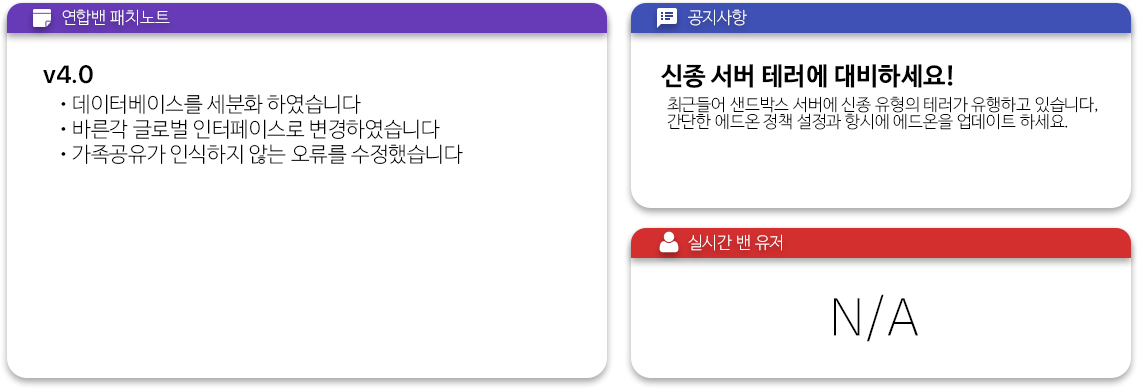 연합밴 패치노트
v4.0
• 데이터베이스를 세분화 하였습니다
• 바른각 글로벌 인터페이스로 변경하였습니다
• 가족공유가 인식하지 않는 오류를 수정했습니다
공지사항
신종 서버 테러에 대비하세요!
최근들어 샌드박스 서버에 신종 유형의 테러가 유행하고 있습니다,
간단한 에드온 정책 설정과 항시에 에드온을 업데이트 하세요.
실시간 밴 유저
N/A